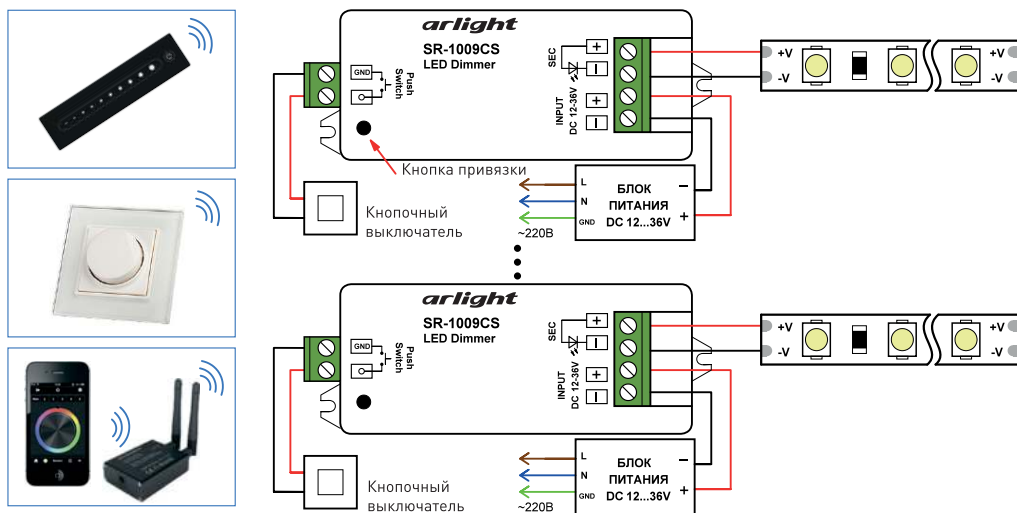 arlight
SR-1009CS
LED Dimmer
GND
Push
Switch
SEC
+
−
INPUT
DC 12-36V
+
−
+V
-V
+V
-V
Кнопка привязки
Кнопочный
выключатель
L
N
GND
~220В
БЛОК
ПИТАНИЯ
DC 12...36V
−
+
arlight
SR-1009CS
LED Dimmer
GND
Push
Switch
SEC
+
−
INPUT
DC 12-36V
+
−
+V
-V
+V
-V
Кнопочный
выключатель
L
N
GND
~220В
БЛОК
ПИТАНИЯ
DC 12...36V
−
+